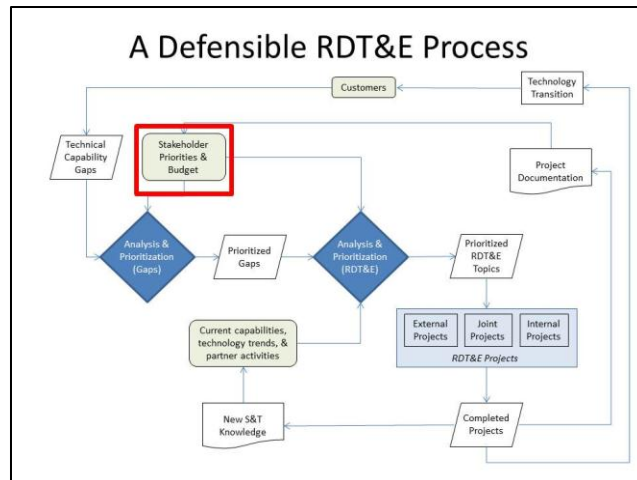 A Defensible RDT&E Process
Customers
Technology
Transition
Technical
Capability
Gaps
Stakeholder
Priorities &
Budget
Project
Documentation
Analysis &
Prioritization
(Gaps)
Prioritized
Gaps
Analysis &
Prioritization
(RDT&E)
Prioritized
RDT&E
Topics
Current capabilities,
technology trends, &
partner activities
External
Projects
Joint
Projects
Internal
Projects
RDT&E Projects
New S&T
Knowledge
Completed
Projects